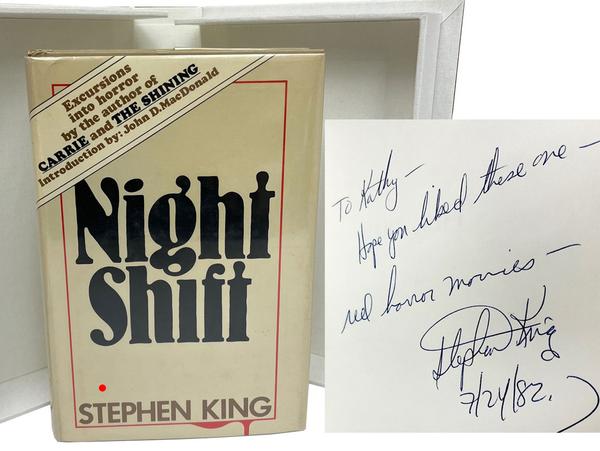 Excursions
into horror
by the author of
CARRIE and THE SHINING
Introduction by: John D. MacDonald
Night
Shift
STEPHEN KING
To Kathy —
Hope you liked these one —
reel horror movies —
Stephen King
7/24/82.